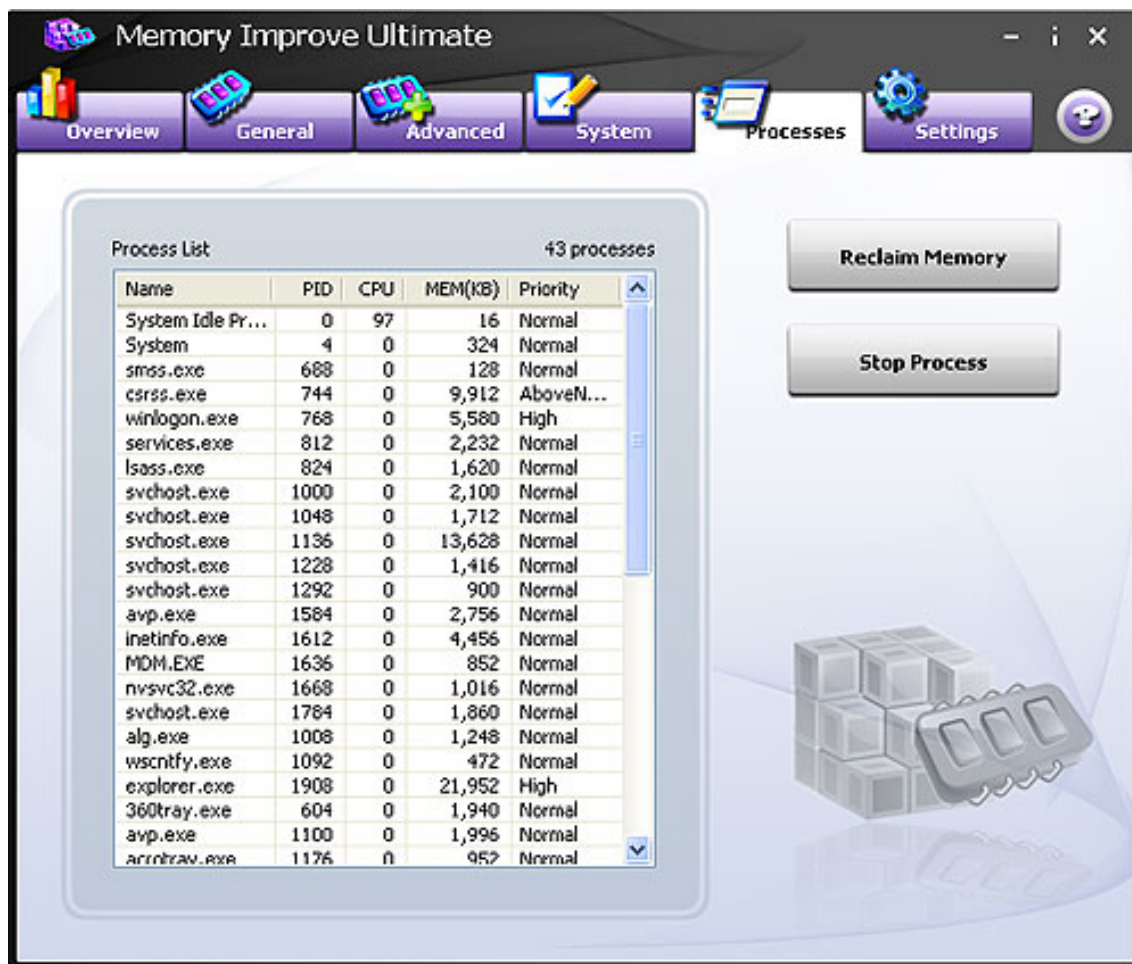 Memory Improve Ultimate
Overview General Advanced System Processes Settings
Process List 43 processes
Name PID CPU MEM(KB) Priority
System Idle Pr... 0 97 16 Normal
System 4 0 324 Normal
smss.exe 688 0 128 Normal
csrss.exe 744 0 9,912 AboveN...
winlogon.exe 768 0 5,580 High
services.exe 812 0 2,232 Normal
lsass.exe 824 0 1,620 Normal
svchost.exe 1000 0 2,100 Normal
svchost.exe 1048 0 1,712 Normal
svchost.exe 1136 0 13,628 Normal
svchost.exe 1228 0 1,416 Normal
svchost.exe 1292 0 900 Normal
avp.exe 1584 0 2,756 Normal
inetinfo.exe 1612 0 4,456 Normal
MDM.EXE 1636 0 852 Normal
nvsvc32.exe 1668 0 1,016 Normal
svchost.exe 1784 0 1,860 Normal
alg.exe 1008 0 1,248 Normal
wscntfy.exe 1092 0 472 Normal
explorer.exe 1908 0 21,952 High
360tray.exe 604 0 1,940 Normal
avp.exe 1100 0 1,996 Normal
acrotray.exe 1176 0 952 Normal
Reclaim Memory
Stop Process